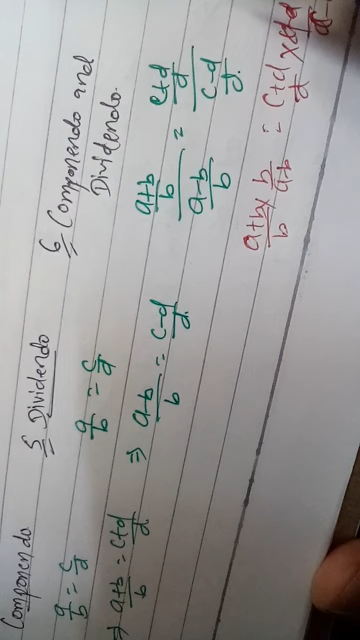 Componendo
a/b = c/d
⇒ a+b/b = c+d/d
5 Dividendo
a/b = c/d
⇒ a-b/b = c-d/d
6 Componendo and
Dividendo.
a+b/b / a-b/b = c+d/d / c-d/d
a+b/b × b/a-b = c+d/d ×